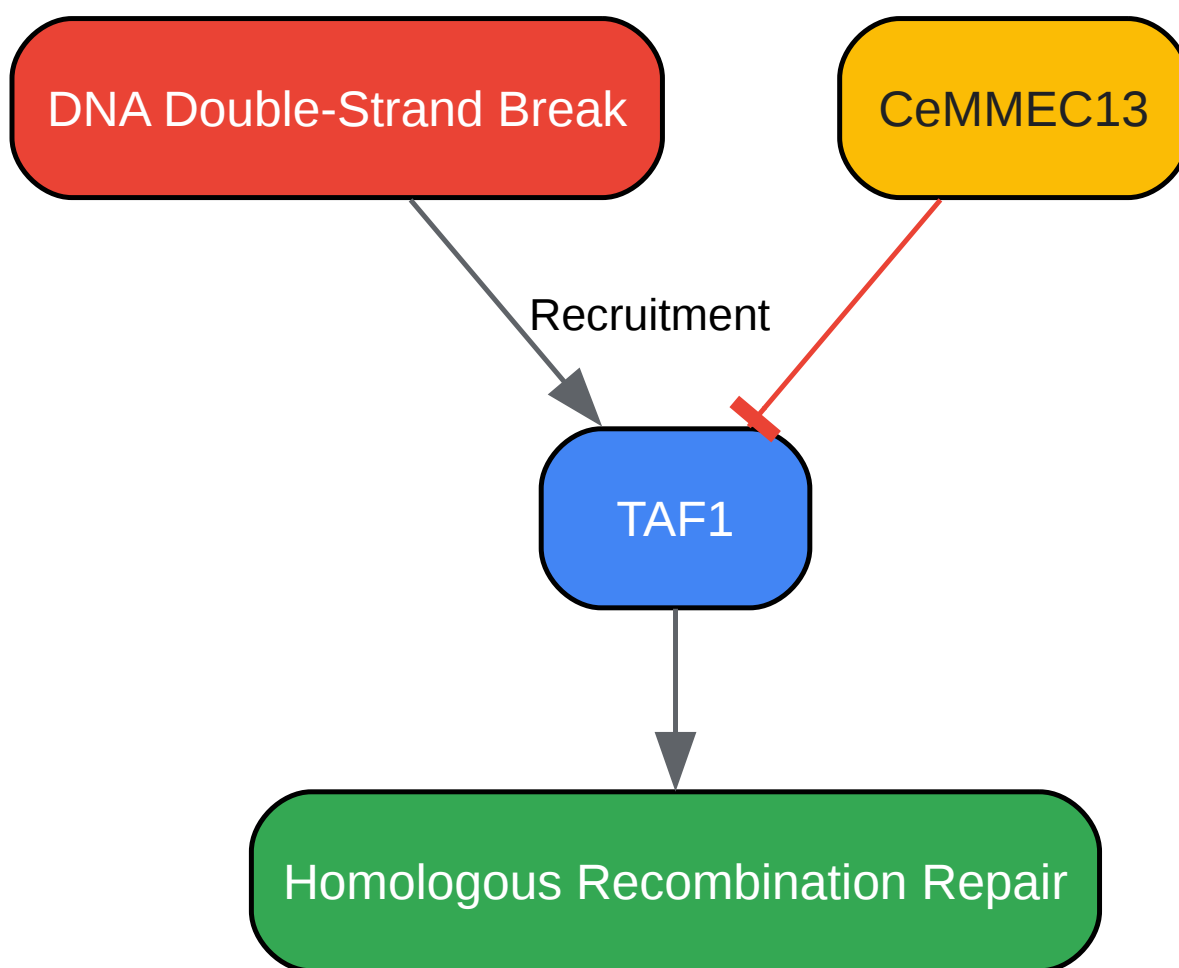 DNA Double-Strand Break
CeMMEC13
Recruitment
TAF1
Homologous Recombination Repair